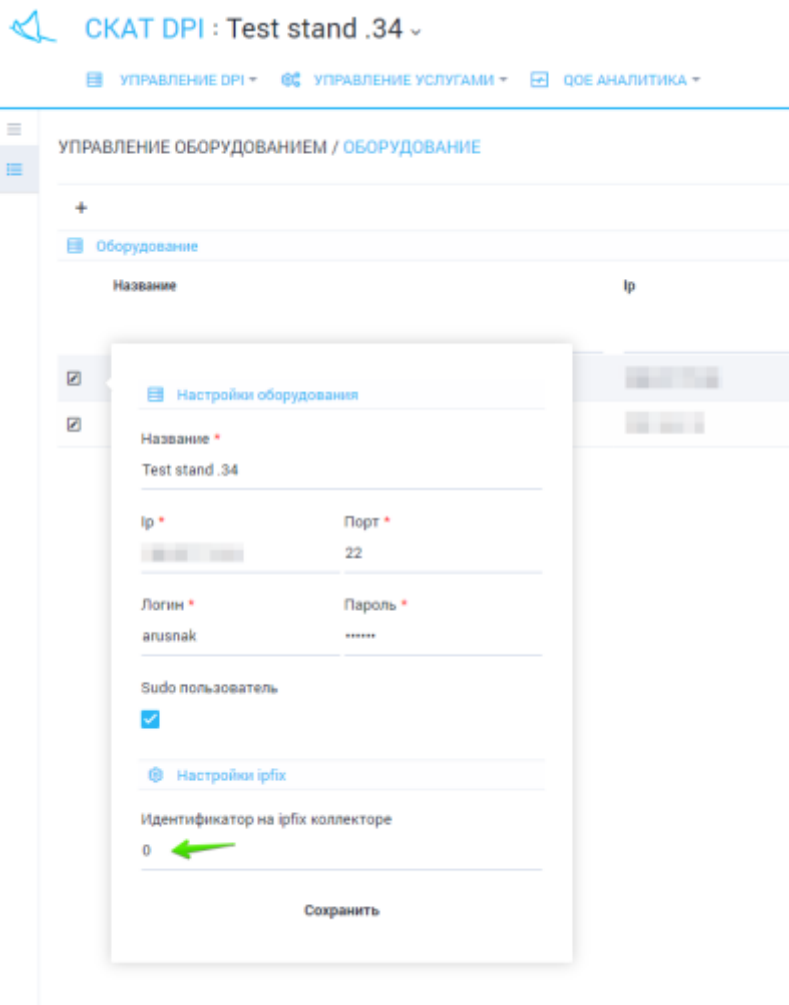 СКАТ DPI : Test stand .34
УПРАВЛЕНИЕ DPI УПРАВЛЕНИЕ УСЛУГАМИ QOE АНАЛИТИКА
УПРАВЛЕНИЕ ОБОРУДОВАНИЕМ / ОБОРУДОВАНИЕ
+
Оборудование
Название Ip
Настройки оборудования
Название *
Test stand .34
Ip * Порт *
22
Логин * Пароль *
arusnak ••••••
Sudo пользователь
Настройки ipfix
Идентификатор на ipfix коллекторе
0
Сохранить